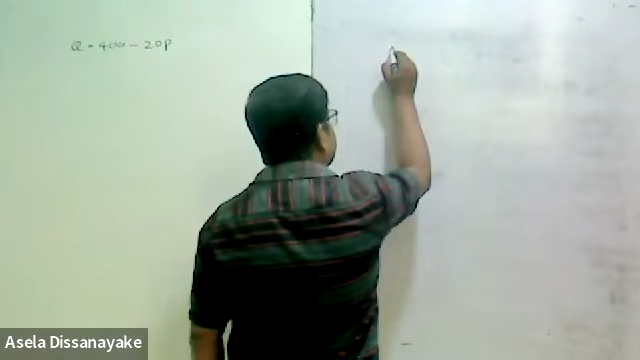 Q = 400 - 20P
Asela Dissanayake